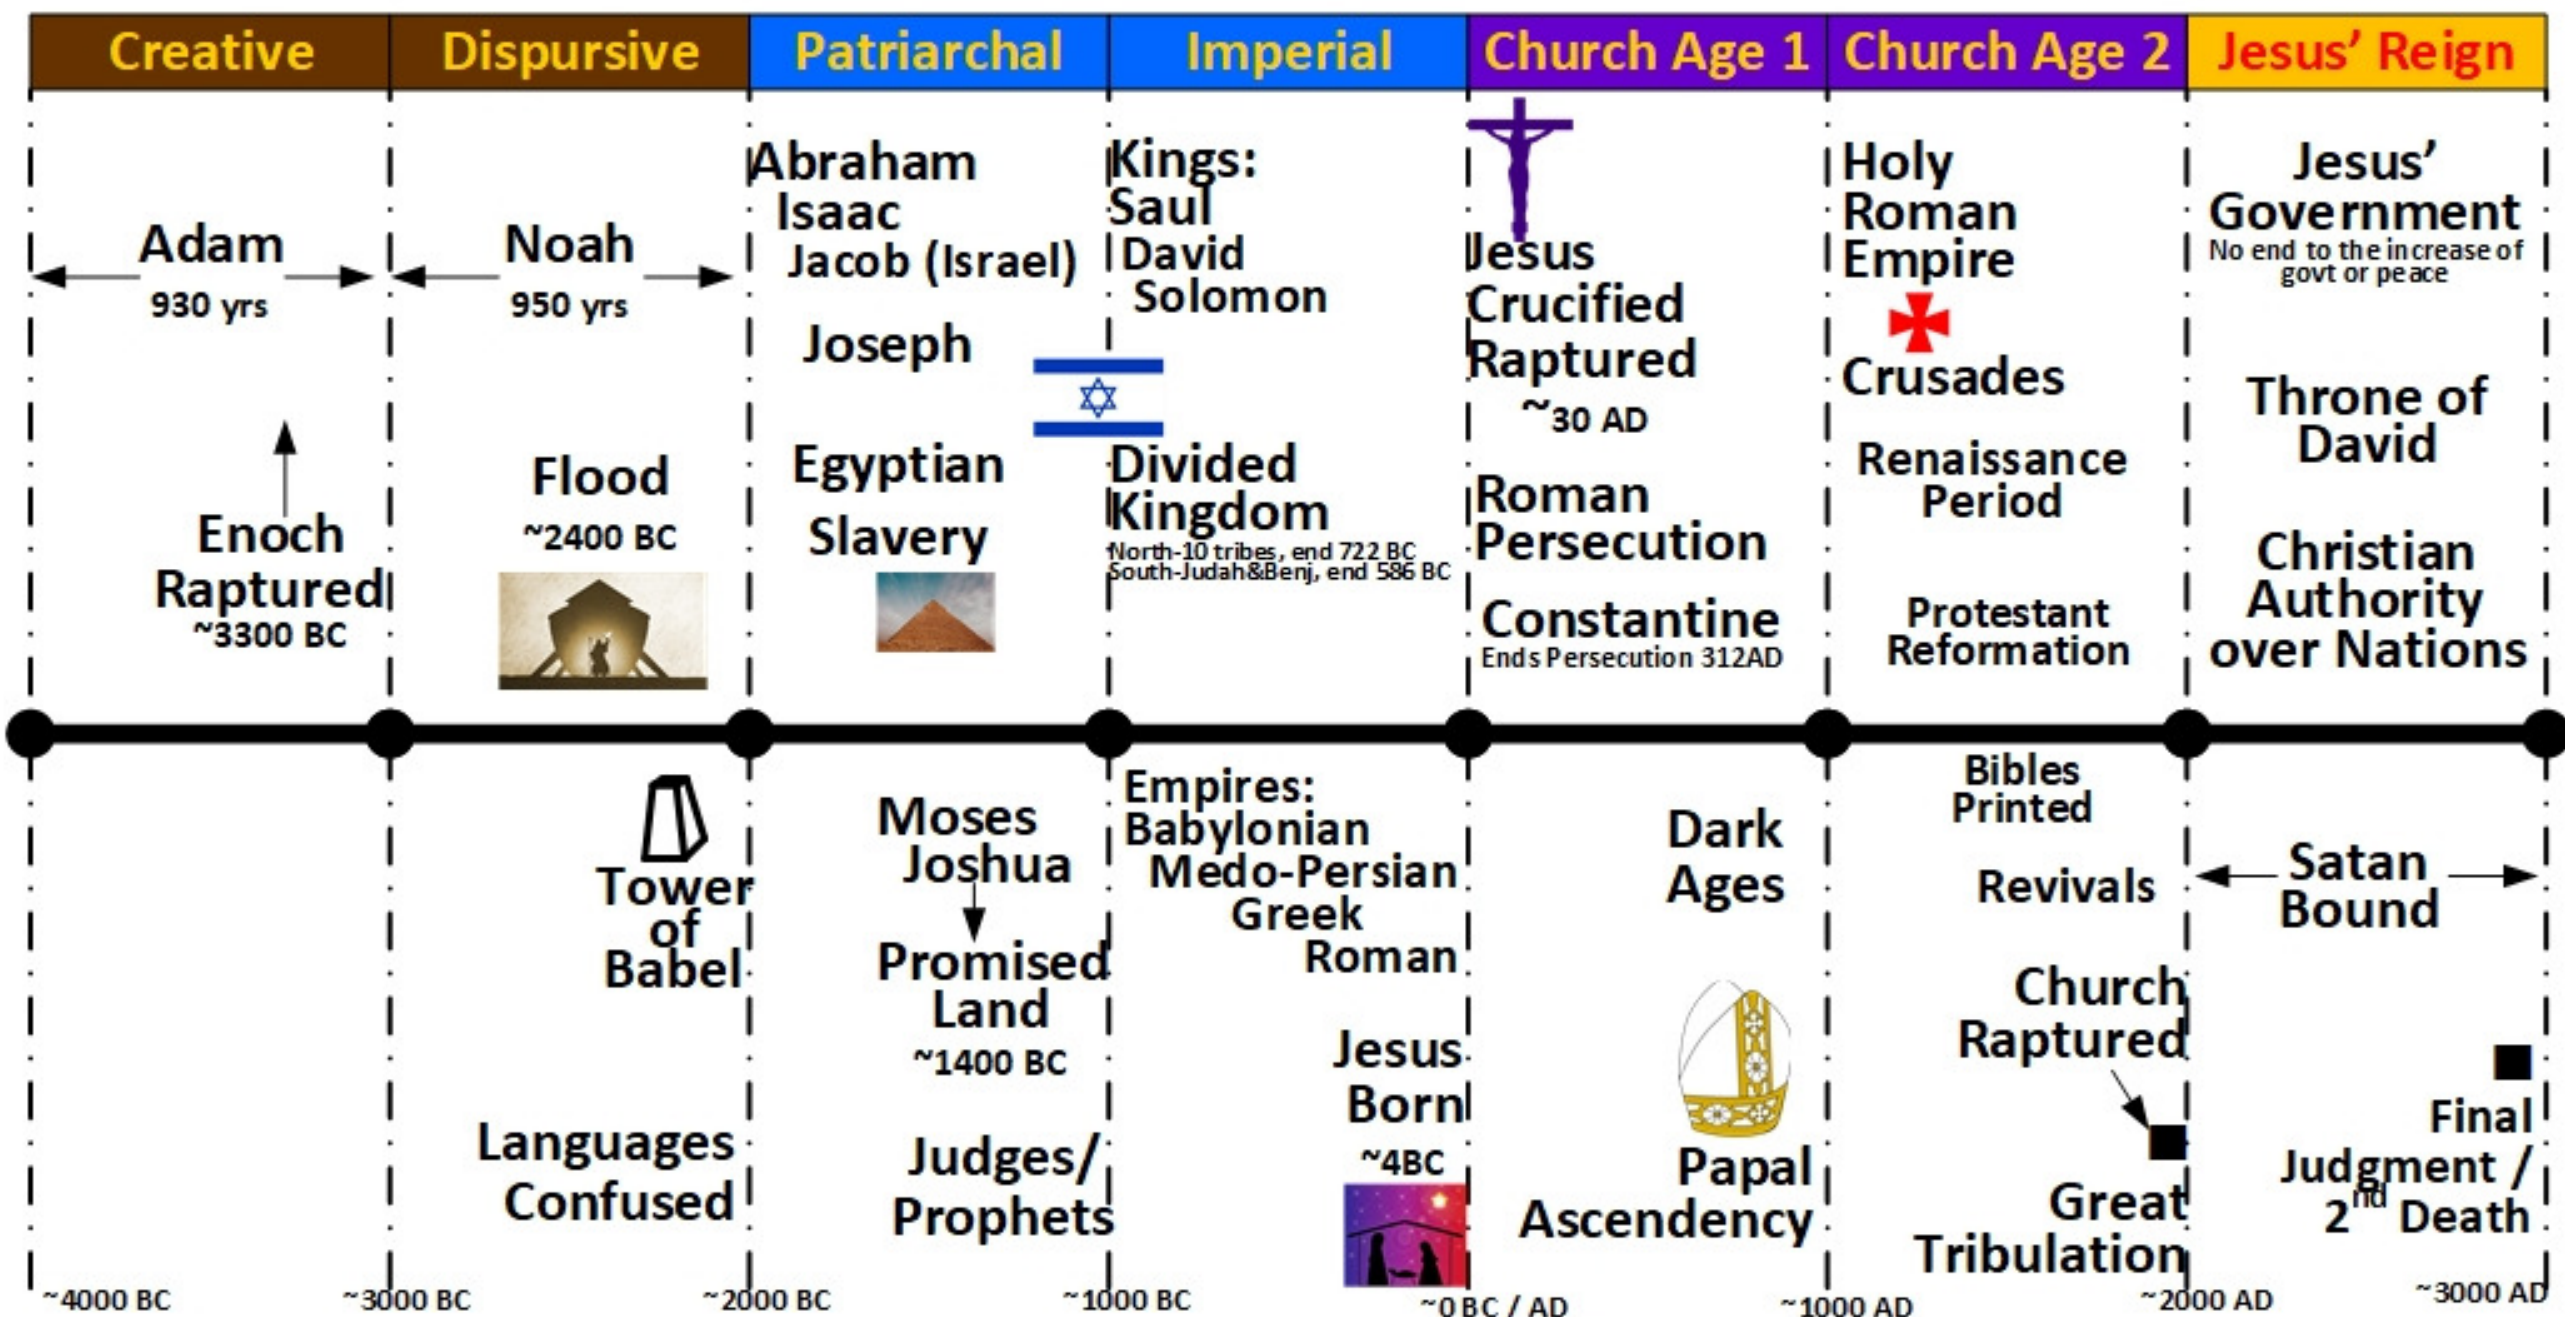 Creative
Dispursive
Patriarchal
Imperial
Church Age 1
Church Age 2
Jesus’ Reign
Adam
930 yrs
Enoch
Raptured
~3300 BC
Noah
950 yrs
Flood
~2400 BC
Abraham
Isaac
Jacob (Israel)
Joseph
Egyptian
Slavery
Kings:
Saul
David
Solomon
Divided
Kingdom
North-10 tribes, end 722 BC
South-Judah&Benj, end 586 BC
Jesus
Crucified
Raptured
~30 AD
Roman
Persecution
Constantine
Ends Persecution 312AD
Holy
Roman
Empire
Crusades
Renaissance
Period
Protestant
Reformation
Jesus’
Government
No end to the increase of
govt or peace
Throne of
David
Christian
Authority
over Nations
Tower
of
Babel
Languages
Confused
Moses
Joshua
Promised
Land
~1400 BC
Judges/
Prophets
Empires:
Babylonian
Medo-Persian
Greek
Roman
Jesus
Born
~4BC
Dark
Ages
Papal
Ascendency
Bibles
Printed
Revivals
Church
Raptured
Great
Tribulation
Satan
Bound
Final
Judgment /
2nd Death
~4000 BC
~3000 BC
~2000 BC
~1000 BC
~0 BC / AD
~1000 AD
~2000 AD
~3000 AD